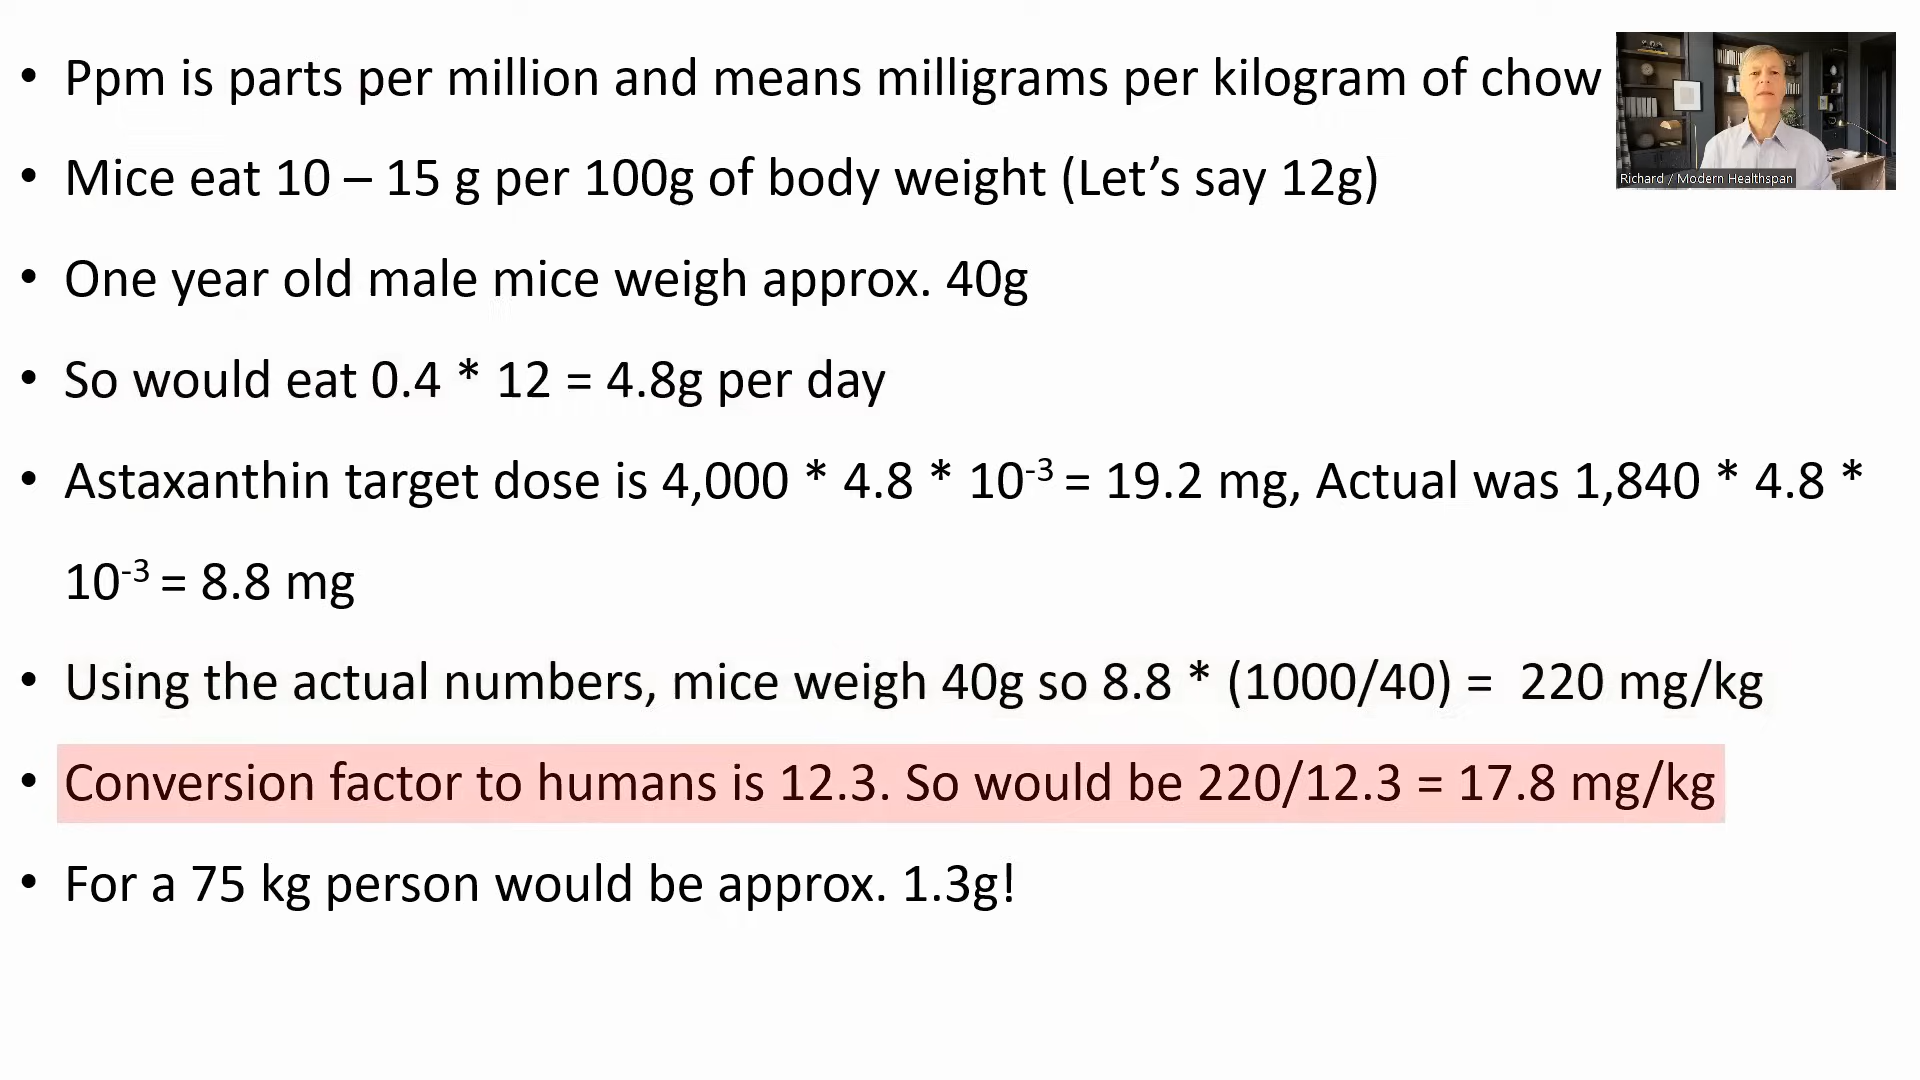 • Ppm is parts per million and means milligrams per kilogram of chow
Richard / Modern Healthspan
• Mice eat 10 – 15 g per 100g of body weight (Let’s say 12g)
• One year old male mice weigh approx. 40g
• So would eat 0.4 * 12 = 4.8g per day
• Astaxanthin target dose is 4,000 * 4.8 * 10⁻³ = 19.2 mg, Actual was 1,840 * 4.8 *
10⁻³ = 8.8 mg
• Using the actual numbers, mice weigh 40g so 8.8 * (1000/40) = 220 mg/kg
• Conversion factor to humans is 12.3. So would be 220/12.3 = 17.8 mg/kg
• For a 75 kg person would be approx. 1.3g!